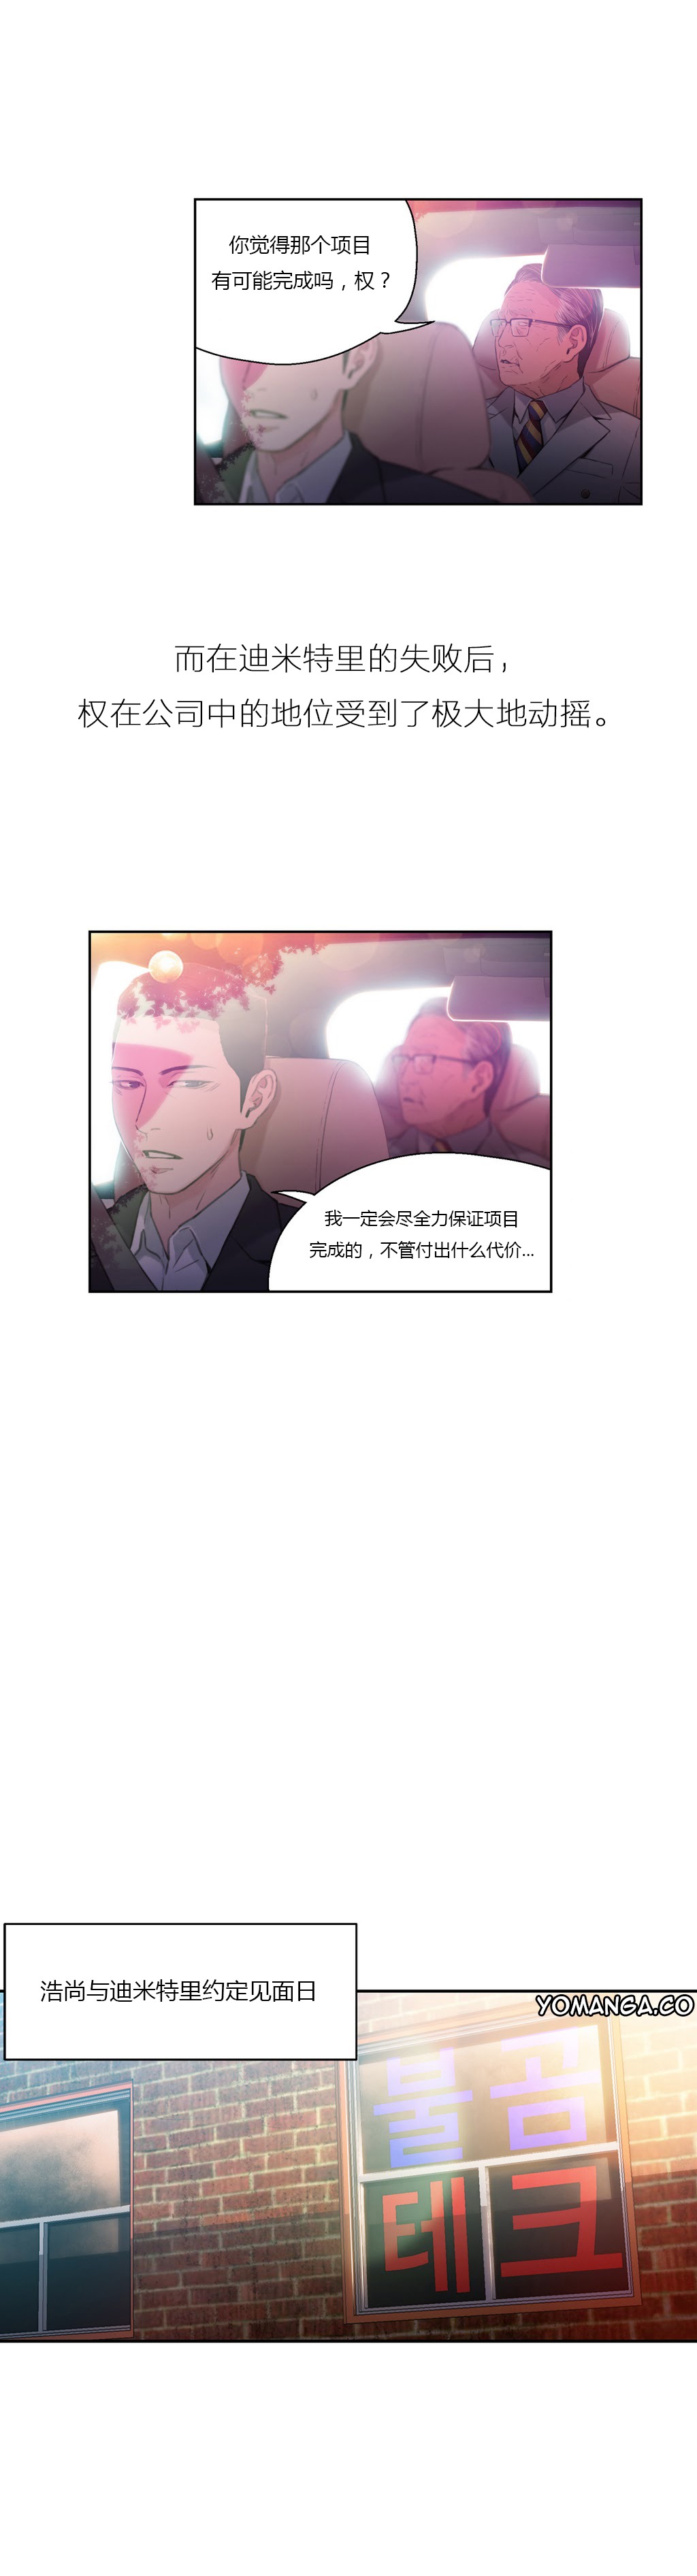 你觉得那个项目
有可能完成吗，权？
而在迪米特里的失败后，
权在公司中的地位受到了极大地动摇。
我一定会尽全力保证项目
完成的，不管付出什么代价...
浩尚与迪米特里约定见面日
YOMANGA.CO
불곰
테크